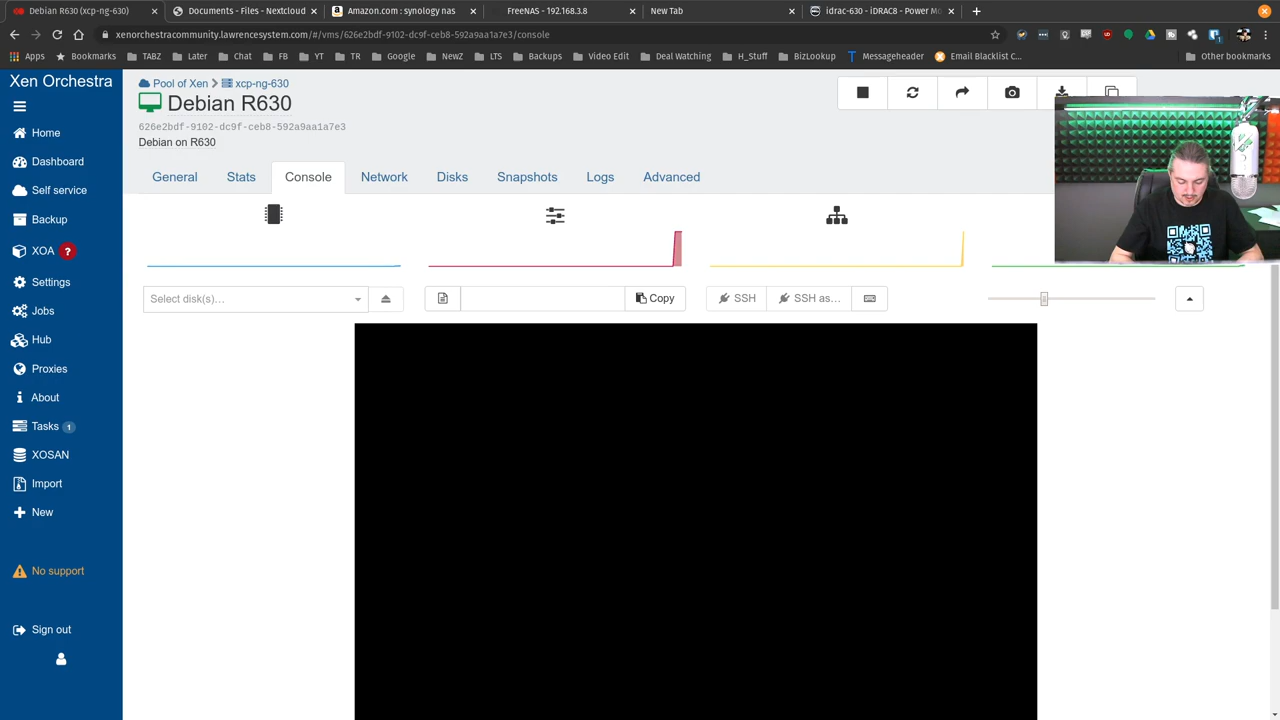 Debian R630 (xcp-ng-630)
Documents - Files - Nextcloud
Amazon.com : synology nas
FreeNAS - 192.168.3.8
New Tab
idrac-630 - iDRAC8 - Power Mo
xenorchestracommunity.lawrencesystem.com/#/vms/626e2bdf-9102-dc9f-ceb8-592a9aa1a7e3/console
Apps
Bookmarks
TABZ
Later
Chat
FB
YT
TR
Google
NewZ
LTS
Backups
Video Edit
Deal Watching
H_Stuff
BizLookup
Messageheader
Email Blacklist C...
Other bookmarks
Xen Orchestra
Home
Dashboard
Self service
Backup
XOA ?
Settings
Jobs
Hub
Proxies
About
Tasks 1
XOSAN
Import
New
No support
Sign out
Pool of Xen > xcp-ng-630
Debian R630
626e2bdf-9102-dc9f-ceb8-592a9aa1a7e3
Debian on R630
General
Stats
Console
Network
Disks
Snapshots
Logs
Advanced
Select disk(s)...
Copy
SSH
SSH as...